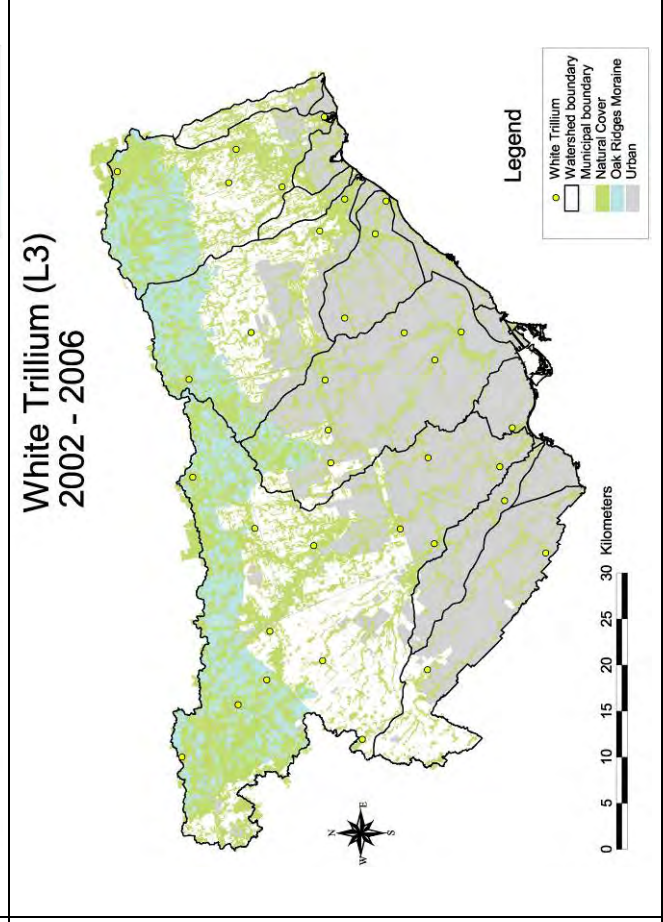 White Trillium (L3)
2002 - 2006
N
W
E
S
0
5
10
15
20
30
Kilometers
Legend
White Trillium
Watershed boundary
Municipal boundary
Natural Cover
Oak Ridges Moraine
Urban